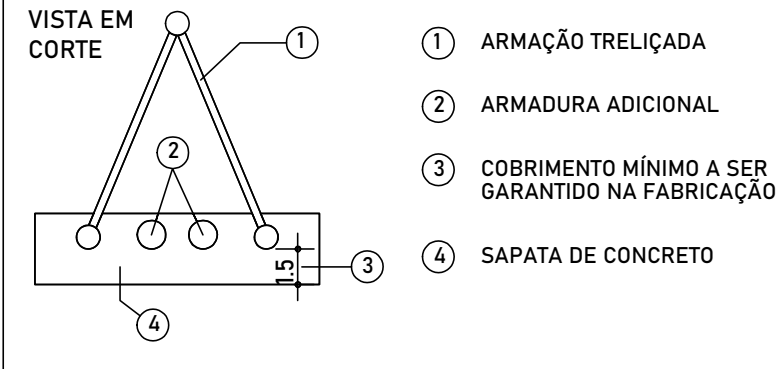 VISTA EM
CORTE
1
2
1.5
3
4
1 ARMAÇÃO TRELIÇADA
2 ARMADURA ADICIONAL
3 COBRIMENTO MÍNIMO A SER
GARANTIDO NA FABRICAÇÃO
4 SAPATA DE CONCRETO